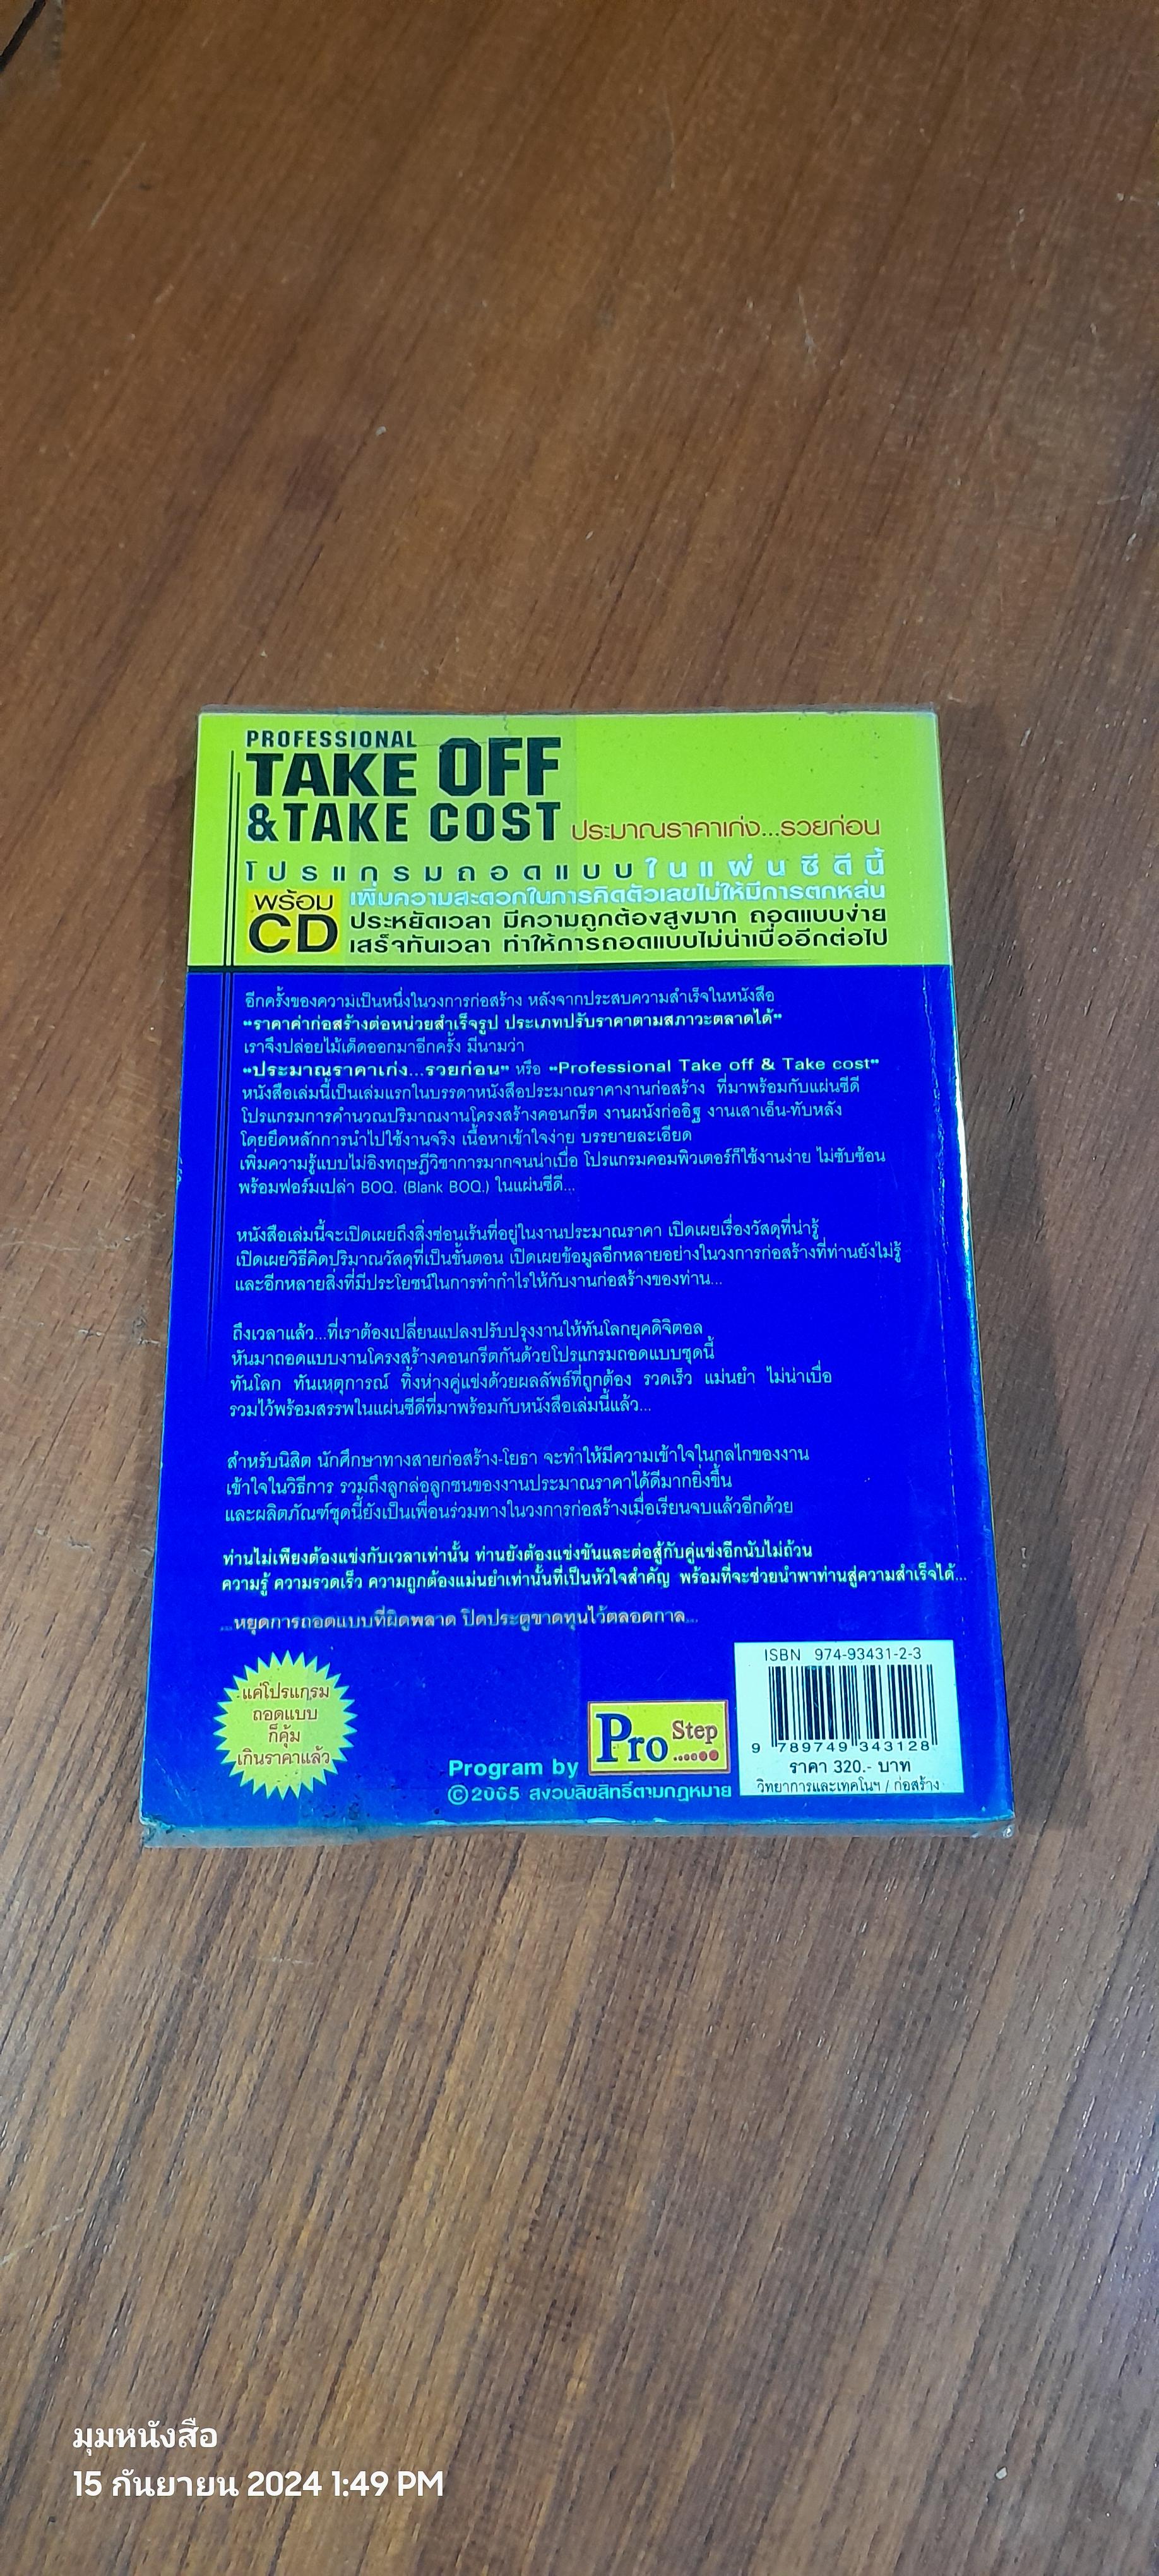 PROFESSIONAL
TAKE OFF
& TAKE COST ประมาณราคาเก่ง...รวยก่อน
โปรแกรมถอดแบบในแผ่นซีดีนี้
พร้อม
CD
เพิ่มความสะดวกในการคิดตัวเลขไม่ให้มีการตกหล่น
ประหยัดเวลา มีความถูกต้องสูงมาก ถอดแบบง่าย
เสร็จทันเวลา ทำให้การถอดแบบไม่น่าเบื่ออีกต่อไป
อีกครั้งของความเป็นหนึ่งในวงการก่อสร้าง หลังจากประสบความสำเร็จในหนังสือ
"ราคาค่าก่อสร้างต่อหน่วยสำเร็จรูป ประเภทปรับราคาตามสภาวะตลาดได้"
เราจึงปล่อยไม้เด็ดออกมาอีกครั้ง มีนามว่า
"ประมาณราคาเก่ง...รวยก่อน" หรือ "Professional Take off & Take cost"
หนังสือเล่มนี้เป็นเล่มแรกในบรรดาหนังสือประมาณราคางานก่อสร้าง ที่มาพร้อมกับแผ่นซีดี
โปรแกรมการคำนวณปริมาณงานโครงสร้างคอนกรีต งานผนังก่ออิฐ งานเสาเอ็น-ทับหลัง
โดยยึดหลักการนำไปใช้งานจริง เนื้อหาเข้าใจง่าย บรรยายละเอียด
เพิ่มความรู้แบบไม่อิงทฤษฎีวิชาการมากจนน่าเบื่อ โปรแกรมคอมพิวเตอร์ก็ใช้งานง่าย ไม่ซับซ้อน
พร้อมฟอร์มเปล่า BOQ. (Blank BOQ.) ในแผ่นซีดี...
หนังสือเล่มนี้จะเปิดเผยถึงสิ่งซ่อนเร้นที่อยู่ในงานประมาณราคา เปิดเผยเรื่องวัสดุที่น่ารู้
เปิดเผยวิธีคิดปริมาณวัสดุที่เป็นขั้นตอน เปิดเผยข้อมูลอีกหลายอย่างในวงการก่อสร้างที่ท่านยังไม่รู้
และอีกหลายสิ่งที่มีประโยชน์ในการทำกำไรให้กับงานก่อสร้างของท่าน...
ถึงเวลาแล้ว...ที่เราต้องเปลี่ยนแปลงปรับปรุงงานให้ทันโลกยุคดิจิตอล
หันมาถอดแบบงานโครงสร้างคอนกรีตกันด้วยโปรแกรมถอดแบบชุดนี้
ทันโลก ทันเหตุการณ์ ทิ้งห่างคู่แข่งด้วยผลลัพธ์ที่ถูกต้อง รวดเร็ว แม่นยำ ไม่น่าเบื่อ
รวมไว้พร้อมสรรพในแผ่นซีดีที่มาพร้อมกับหนังสือเล่มนี้แล้ว...
สำหรับนิสิต นักศึกษาทางสายก่อสร้าง-โยธา จะทำให้มีความเข้าใจในกลไกของงาน
เข้าใจในวิธีการ รวมถึงลูกล่อลูกชนของงานประมาณราคาได้ดีมากยิ่งขึ้น
และผลิตภัณฑ์ชุดนี้ยังเป็นเพื่อนร่วมทางในวงการก่อสร้างเมื่อเรียนจบแล้วอีกด้วย
ท่านไม่เพียงต้องแข่งกับเวลาเท่านั้น ท่านยังต้องแข่งขันและต่อสู้กับคู่แข่งอีกนับไม่ถ้วน
ความรู้ ความรวดเร็ว ความถูกต้องแม่นยำเท่านั้นที่เป็นหัวใจสำคัญ พร้อมที่จะช่วยนำพาท่านสู่ความสำเร็จได้...
...หยุดการถอดแบบที่ผิดพลาด ปิดประตูขาดทุนไว้ตลอดกาล...
แค่โปรแกรม
ถอดแบบ
ก็คุ้ม
เกินราคาแล้ว
Program by Pro Step
©2005 สงวนลิขสิทธิ์ตามกฎหมาย
ISBN 974-93431-2-3
9 789749 343128
ราคา 320.- บาท
วิทยาการและเทคโนฯ / ก่อสร้าง
มุมหนังสือ
15 กันยายน 2024 1:49 PM